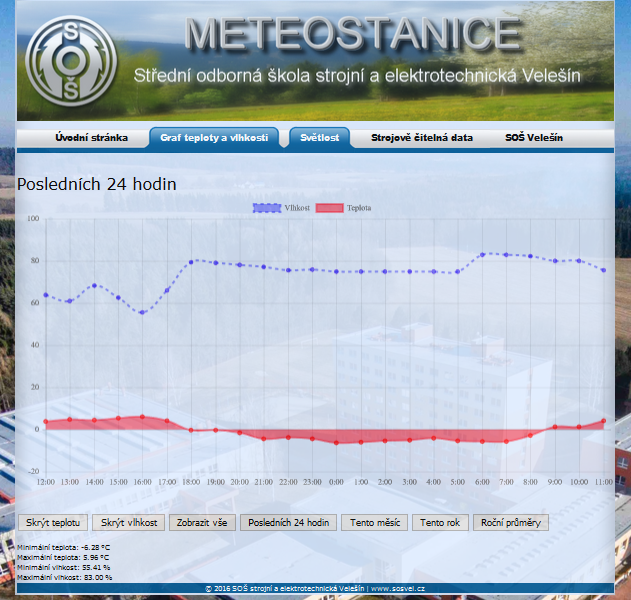 S
O
Š
METEOSTANICE
Střední odborná škola strojní a elektrotechnická Velešín
Úvodní stránka Graf teploty a vlhkosti Světlost Strojově čitelná data SOŠ Velešín
Posledních 24 hodin
Vlhkost Teplota
100
80
60
40
20
0
-20
12:00 13:00 14:00 15:00 16:00 17:00 18:00 19:00 20:00 21:00 22:00 23:00 0:00 1:00 2:00 3:00 4:00 5:00 6:00 7:00 8:00 9:00 10:00 11:00
Skrýt teplotu Skrýt vlhkost Zobrazit vše Posledních 24 hodin Tento měsíc Tento rok Roční průměry
Minimální teplota: -6.28 °C
Maximální teplota: 5.96 °C
Minimální vlhkost: 55.41 %
Maximální vlhkost: 83.00 %
© 2016 SOŠ strojní a elektrotechnická Velešín | www.sosvel.cz